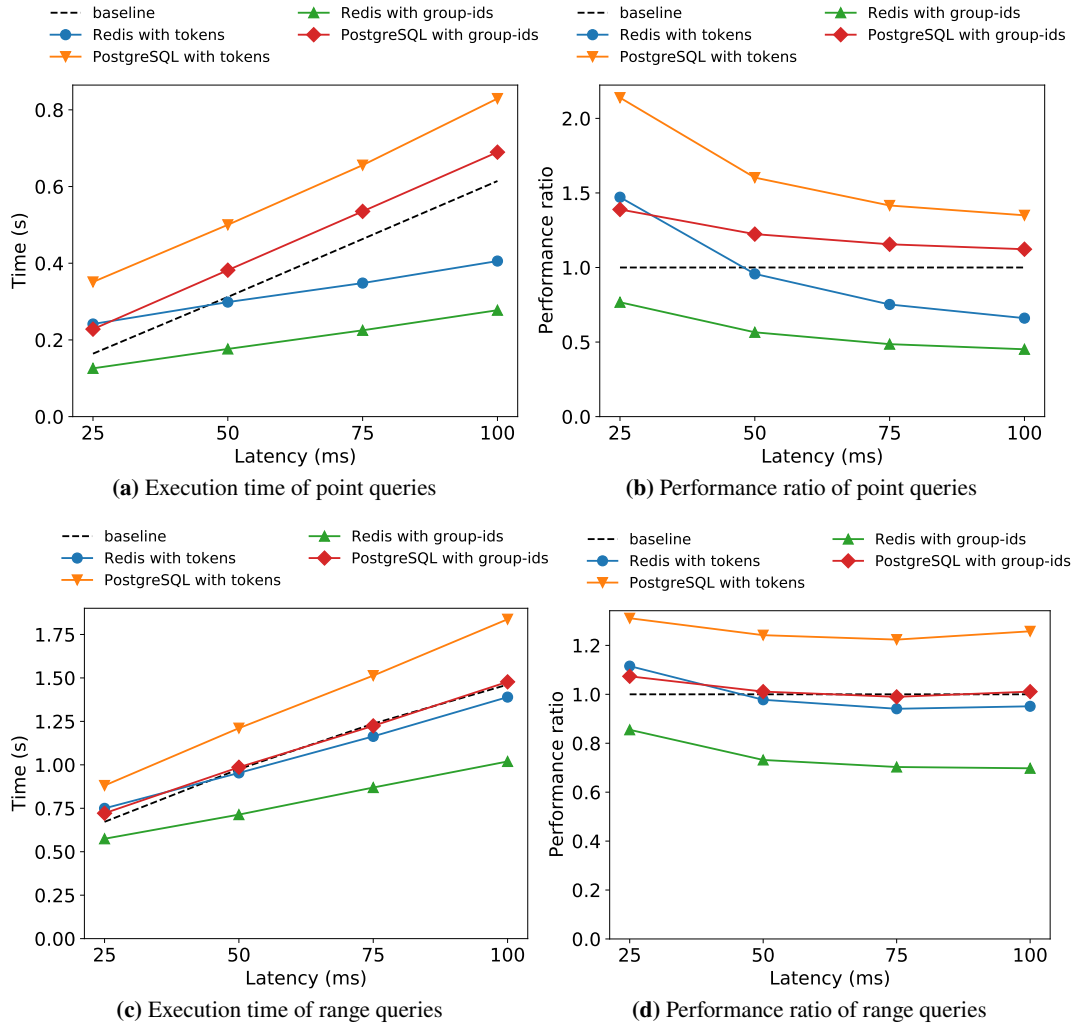 baseline
Redis with tokens
PostgreSQL with tokens
Redis with group-ids
PostgreSQL with group-ids
0.8
0.6
0.4
0.2
0.0
Time (s)
25 50 75 100
Latency (ms)
(a) Execution time of point queries
baseline
Redis with tokens
PostgreSQL with tokens
Redis with group-ids
PostgreSQL with group-ids
2.0
1.5
1.0
0.5
0.0
Performance ratio
25 50 75 100
Latency (ms)
(b) Performance ratio of point queries
baseline
Redis with tokens
PostgreSQL with tokens
Redis with group-ids
PostgreSQL with group-ids
1.75
1.50
1.25
1.00
0.75
0.50
0.25
0.00
Time (s)
25 50 75 100
Latency (ms)
(c) Execution time of range queries
baseline
Redis with tokens
PostgreSQL with tokens
Redis with group-ids
PostgreSQL with group-ids
1.2
1.0
0.8
0.6
0.4
0.2
0.0
Performance ratio
25 50 75 100
Latency (ms)
(d) Performance ratio of range queries